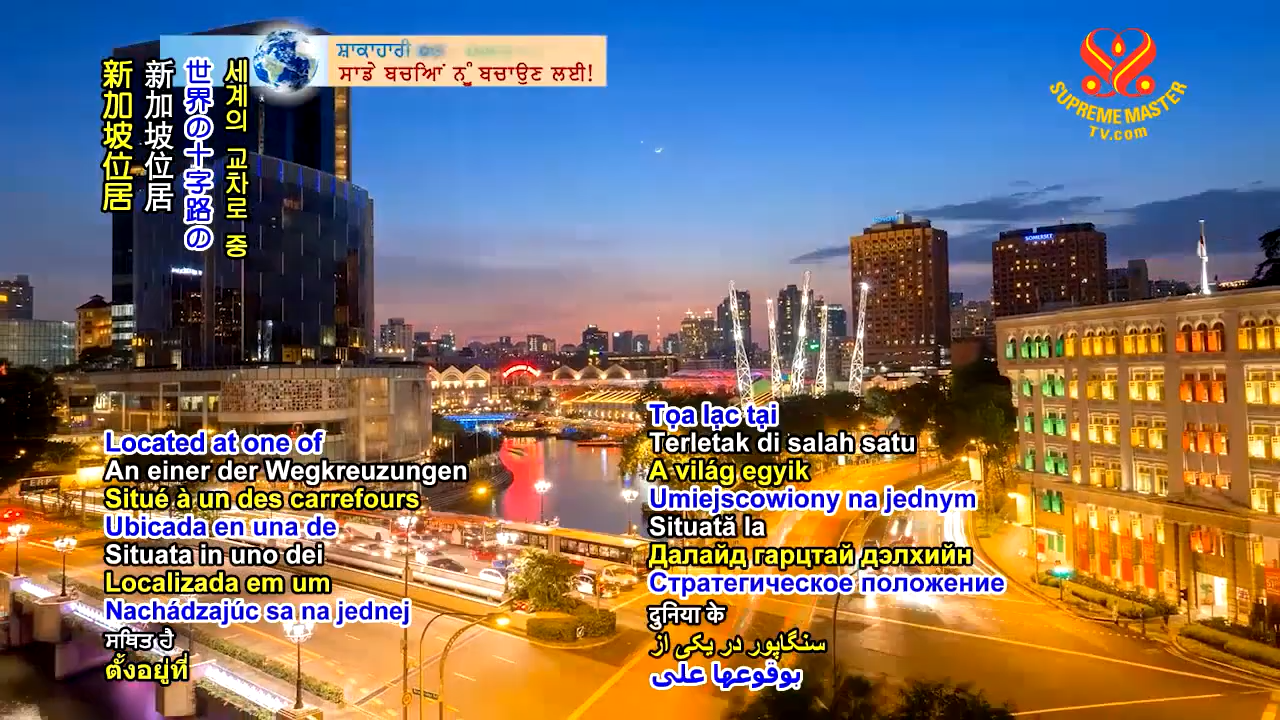 ਸ਼ਾਕਾਹਾਰੀ
ਸਾਡੇ ਬਚਿਆਂ ਨੂੰ ਬਚਾਉਣ ਲਈ!
SUPREME MASTER
TV.com
세계의 교차로 중
世界の十字路の
新加坡位居
新加坡位居
SOMERSET
Located at one of
An einer der Wegkreuzungen
Situé à un des carrefours
Ubicada en una de
Situata in uno dei
Localizada em um
Nachádzajúc sa na jednej
ਸਥਿਤ ਹੈ
ตั้งอยู่ที่
Tọa lạc tại
Terletak di salah satu
A világ egyik
Umiejscowiony na jednym
Situată la
Далайд гарцтай дэлхийн
Стратегическое положение
दुनिया के
سنگاپور در یکی از
بوقوعها على